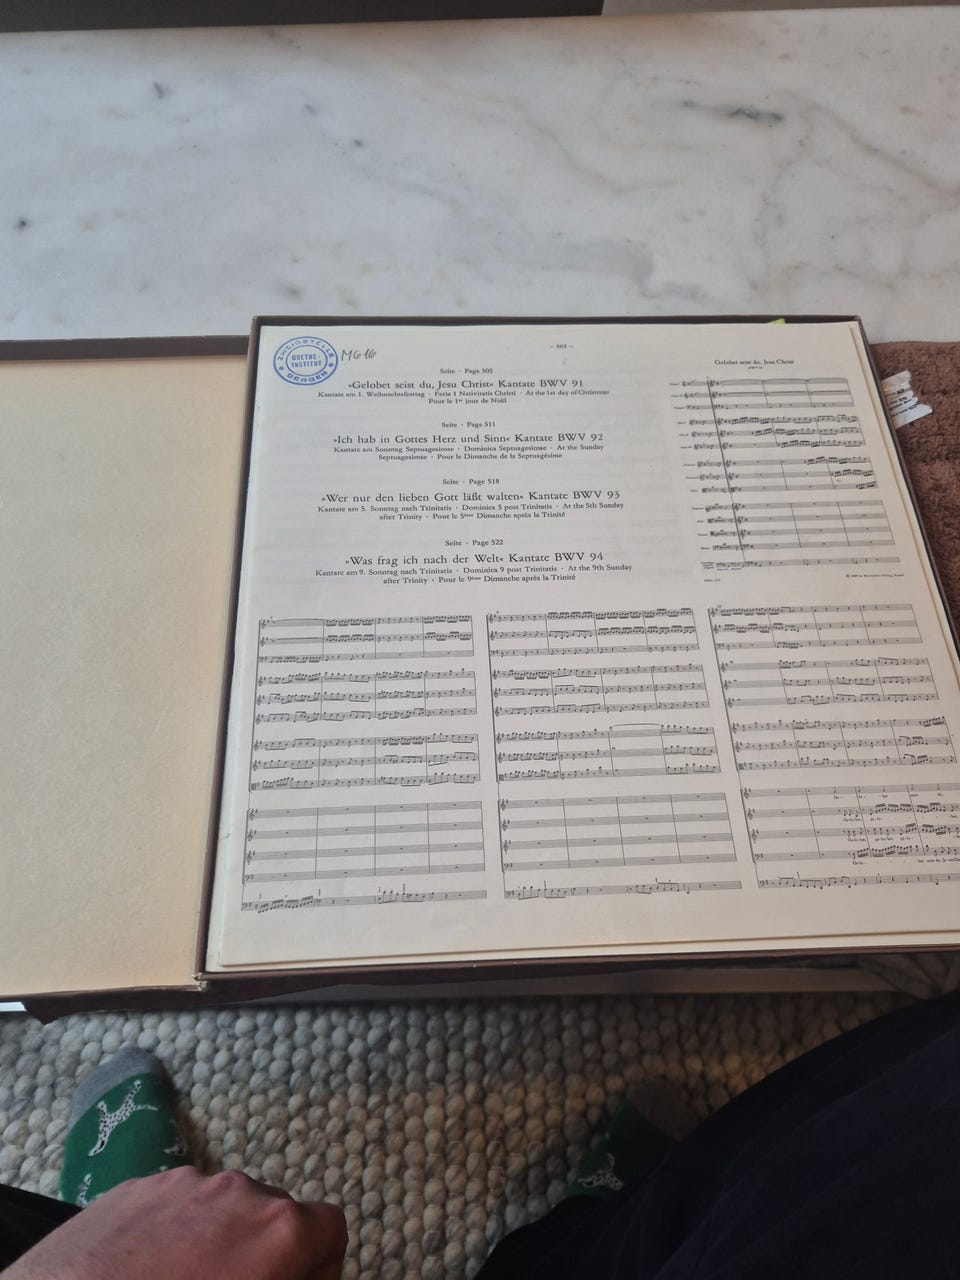 ZWEIGSTELLE
GOETHE-
INSTITUT
BERGEN
MG 16
– 503 –
Seite · Page 505
»Gelobet seist du, Jesu Christ« Kantate BWV 91
Kantate am 1. Weihnachtsfesttag · Feria 1 Nativitatis Christi · At the 1st day of Christmas
Pour le 1er jour de Noël
Seite · Page 511
»Ich hab in Gottes Herz und Sinn« Kantate BWV 92
Kantate am Sonntag Septuagesimae · Dominica Septuagesimae · At the Sunday
Septuagesimae · Pour le Dimanche de la Septuagésime
Seite · Page 518
»Wer nur den lieben Gott läßt walten« Kantate BWV 93
Kantate am 5. Sonntag nach Trinitatis · Dominica 5 post Trinitatis · At the 5th Sunday
after Trinity · Pour le 5ème Dimanche après la Trinité
Seite · Page 522
»Was frag ich nach der Welt« Kantate BWV 94
Kantate am 9. Sonntag nach Trinitatis · Dominica 9 post Trinitatis · At the 9th Sunday
after Trinity · Pour le 9ème Dimanche après la Trinité
Gelobet seist du, Jesu Christ
BWV 91